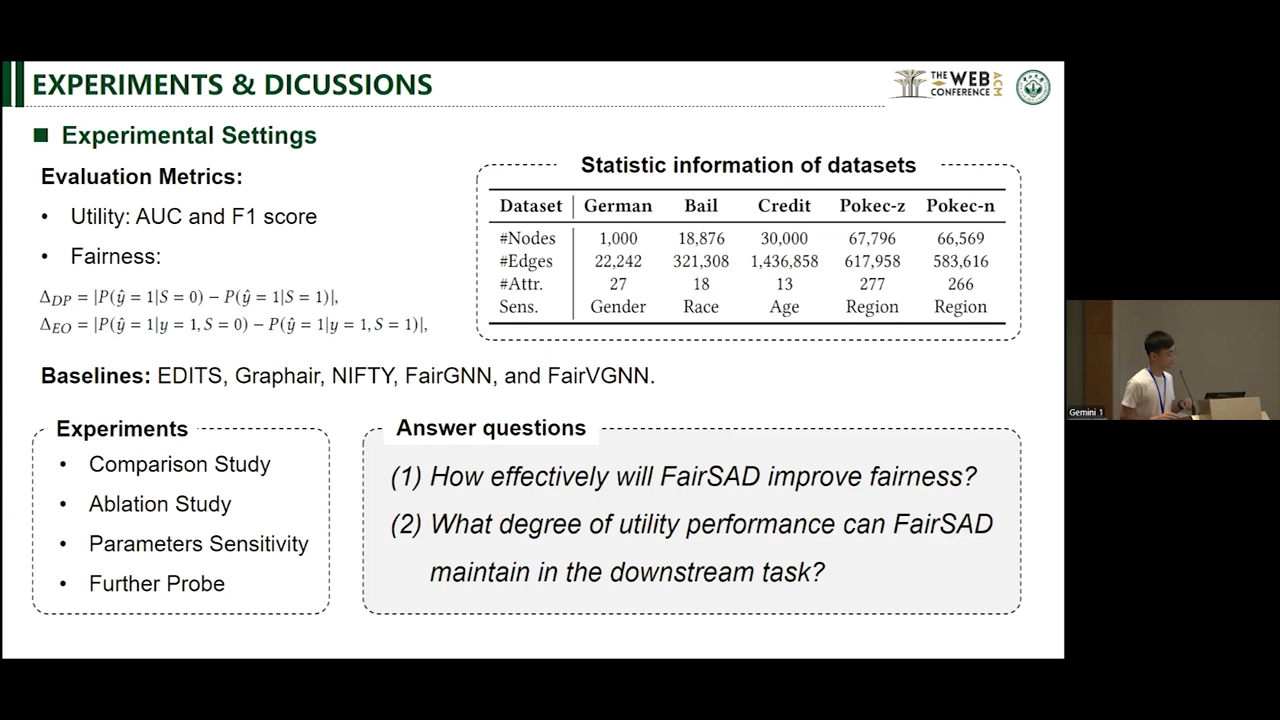 EXPERIMENTS & DICUSSIONS
THE WEB CONFERENCE ACM
Experimental Settings
Evaluation Metrics:
• Utility: AUC and F1 score
• Fairness:
Δ_DP = |P(ŷ = 1|S = 0) − P(ŷ = 1|S = 1)|,
Δ_EO = |P(ŷ = 1|y = 1, S = 0) − P(ŷ = 1|y = 1, S = 1)|,
Statistic information of datasets
Dataset German Bail Credit Pokec-z Pokec-n
#Nodes 1,000 18,876 30,000 67,796 66,569
#Edges 22,242 321,308 1,436,858 617,958 583,616
#Attr. 27 18 13 277 266
Sens. Gender Race Age Region Region
Baselines: EDITS, Graphair, NIFTY, FairGNN, and FairVGNN.
Experiments
• Comparison Study
• Ablation Study
• Parameters Sensitivity
• Further Probe
Answer questions
(1) How effectively will FairSAD improve fairness?
(2) What degree of utility performance can FairSAD
maintain in the downstream task?
Gemini 1